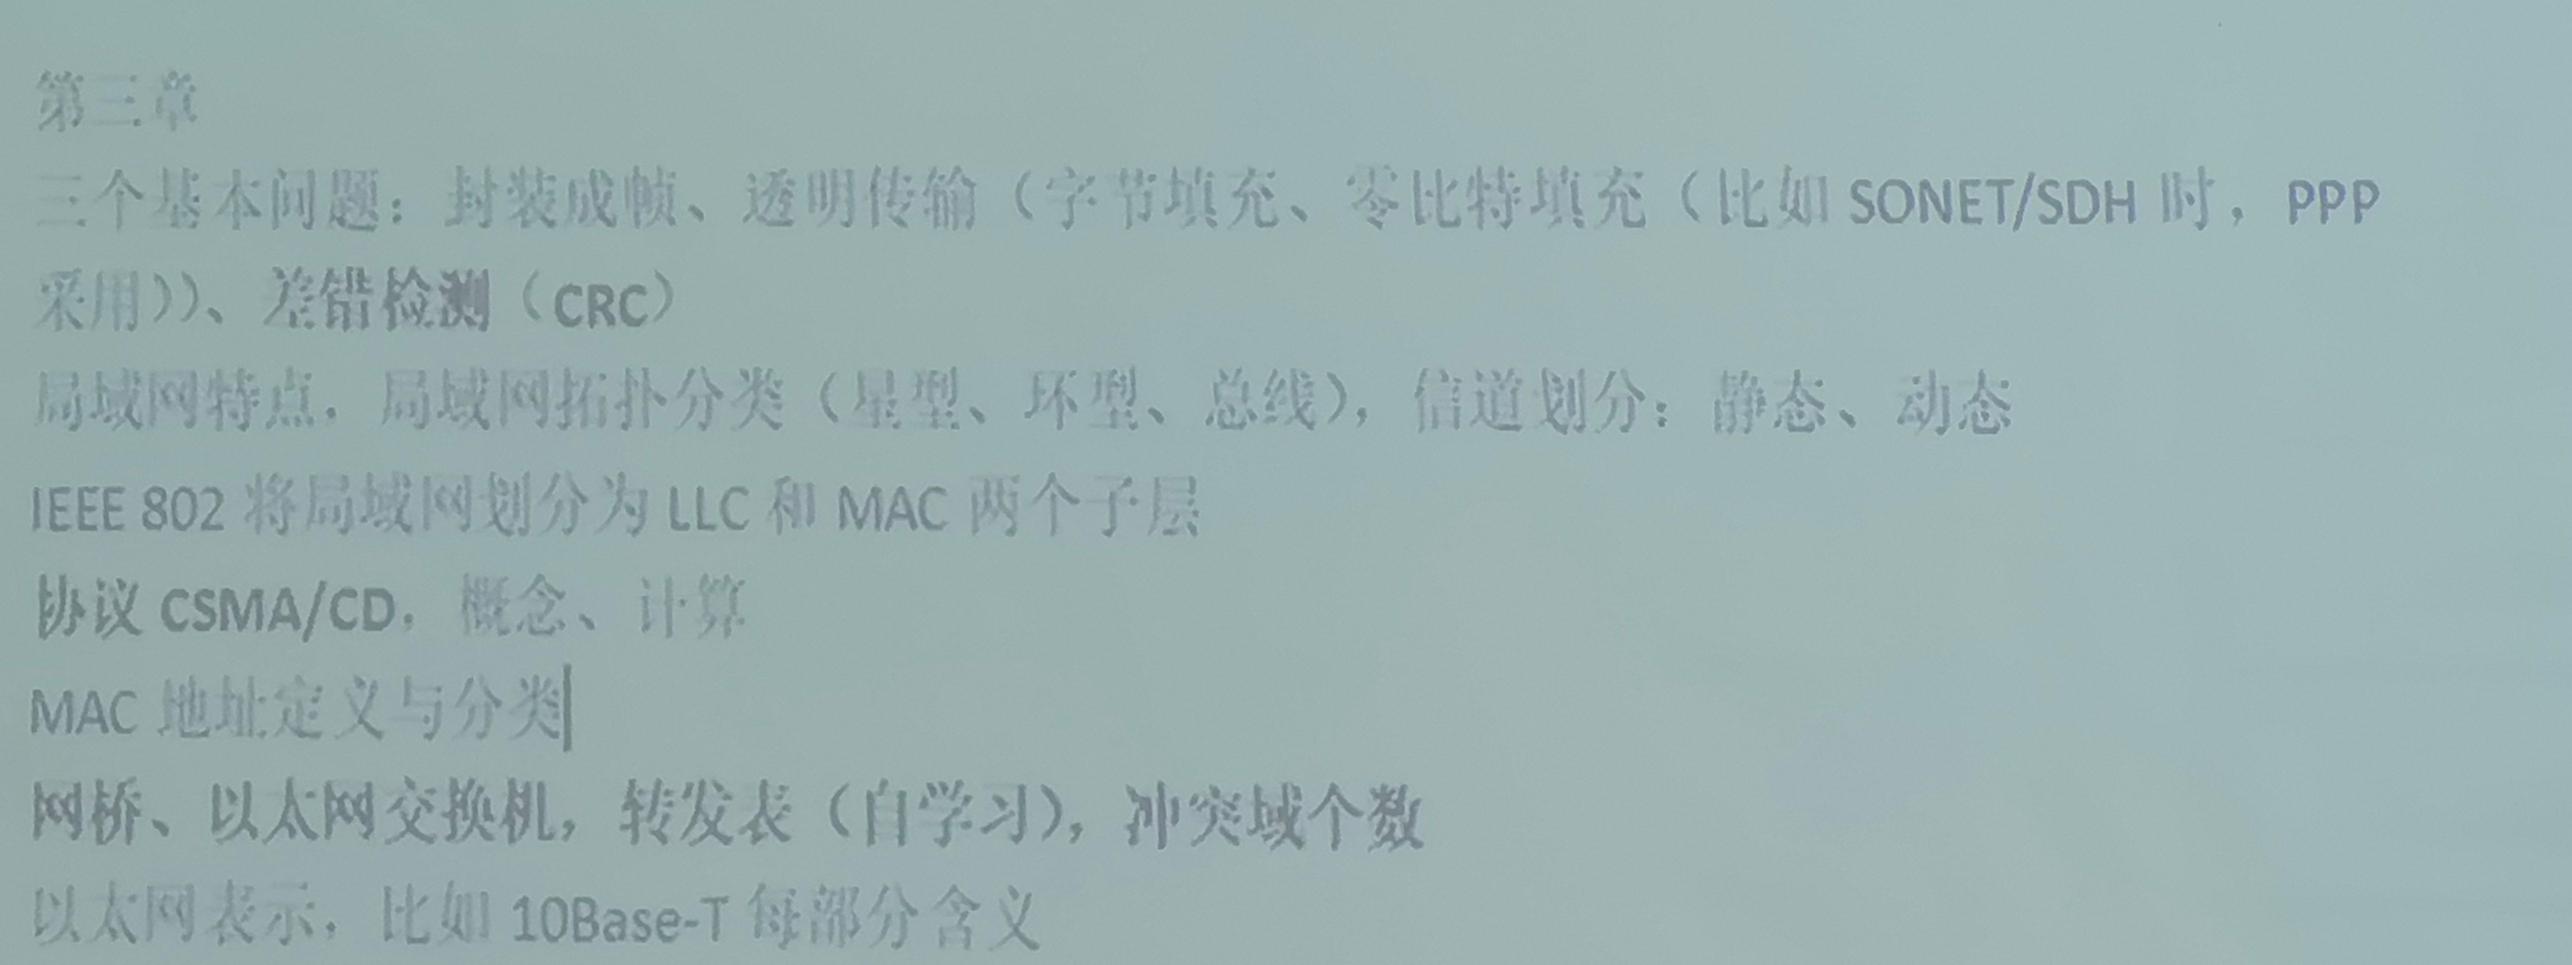 第三章
三个基本问题：封装成帧、透明传输（字节填充、零比特填充（比如 SONET/SDH 时，PPP
采用））、差错检测（CRC）
局域网特点，局域网拓扑分类（星型、环型、总线），信道划分：静态、动态
IEEE 802 将局域网划分为 LLC 和 MAC 两个子层
协议 CSMA/CD，概念、计算
MAC 地址定义与分类
网桥、以太网交换机，转发表（自学习），冲突域个数
以太网表示，比如 10Base-T 每部分含义